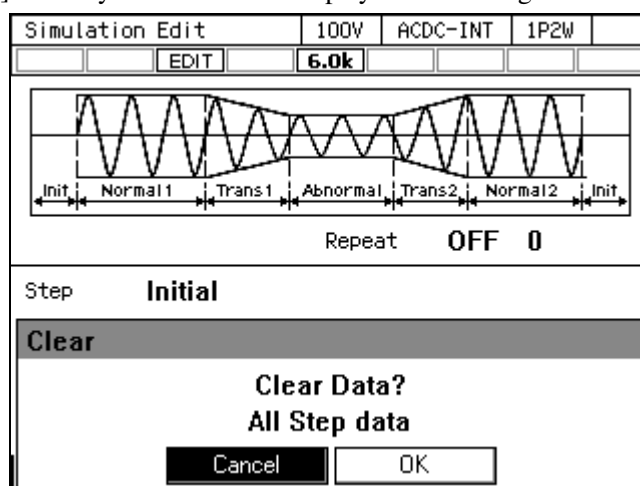 Simulation Edit 100V ACDC-INT 1P2W
EDIT 6.0k
Init Normal1 Trans1 Abnormal Trans2 Normal2 Init
Repeat OFF 0
Step Initial
Clear
Clear Data?
All Step data
Cancel OK